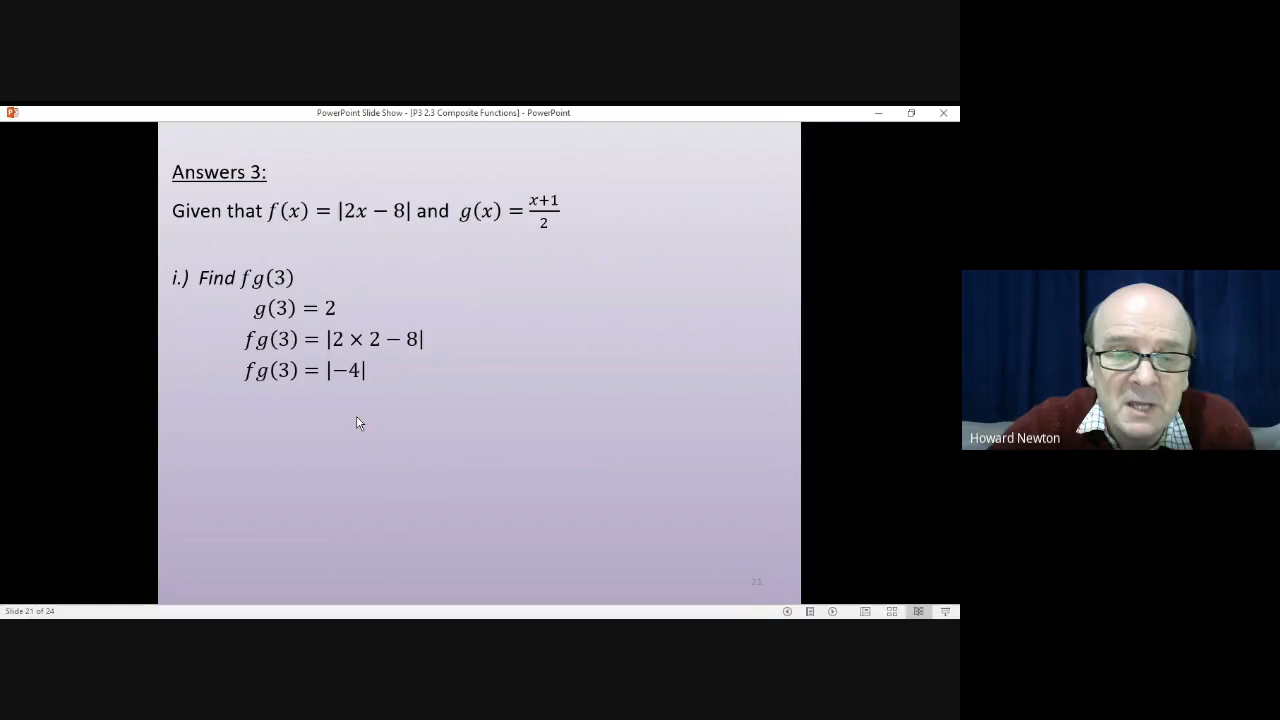 PowerPoint Slide Show - [P3 2.3 Composite Functions] - PowerPoint
Answers 3:
Given that f(x) = |2x − 8| and g(x) = x+1/2
i.) Find fg(3)
g(3) = 2
fg(3) = |2 × 2 − 8|
fg(3) = |−4|
Howard Newton
21
Slide 21 of 24